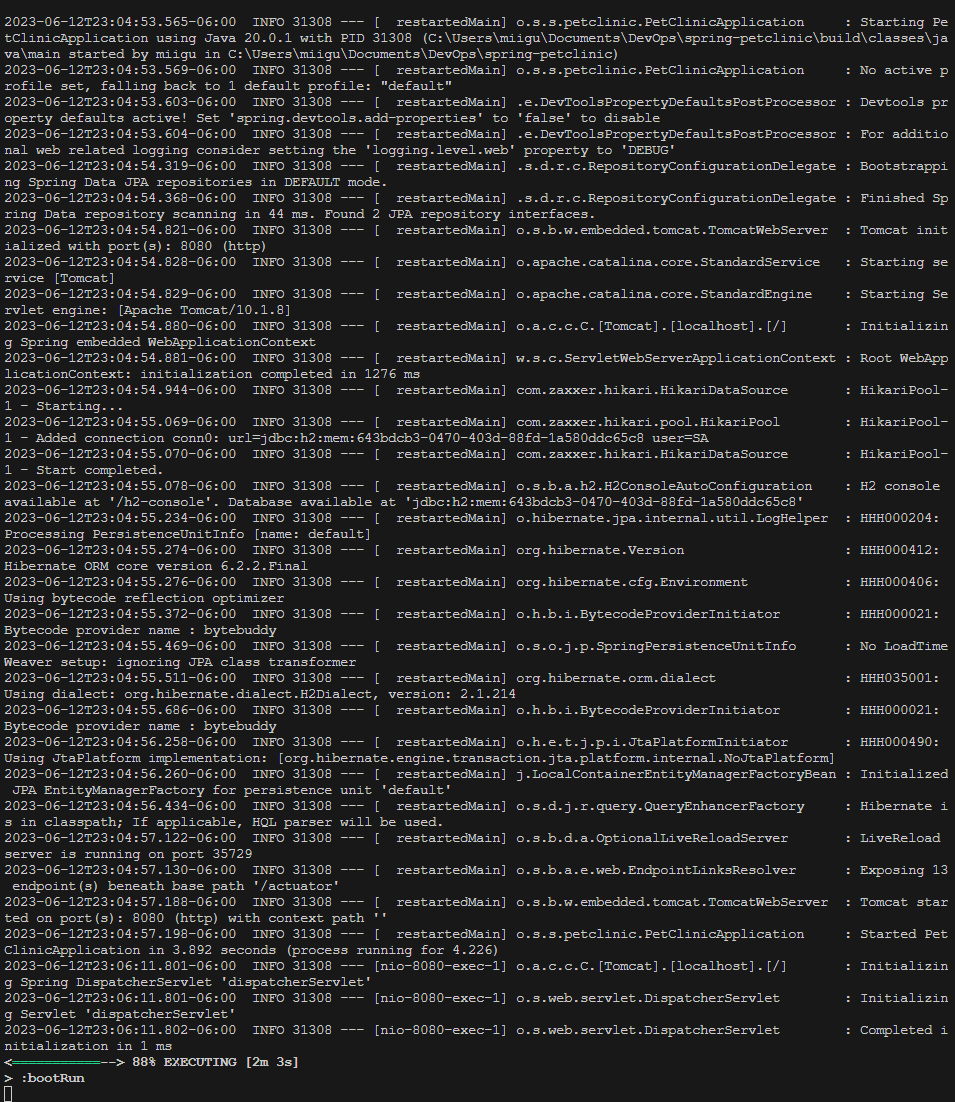 2023-06-12T23:04:53.565-06:00  INFO 31308 --- [  restartedMain] o.s.s.petclinic.PetClinicApplication     : Starting Pe
tClinicApplication using Java 20.0.1 with PID 31308 (C:\Users\miigu\Documents\DevOps\spring-petclinic\build\classes\ja
va\main started by miigu in C:\Users\miigu\Documents\DevOps\spring-petclinic)
2023-06-12T23:04:53.569-06:00  INFO 31308 --- [  restartedMain] o.s.s.petclinic.PetClinicApplication     : No active p
rofile set, falling back to 1 default profile: "default"
2023-06-12T23:04:53.603-06:00  INFO 31308 --- [  restartedMain] .e.DevToolsPropertyDefaultsPostProcessor : Devtools pr
operty defaults active! Set 'spring.devtools.add-properties' to 'false' to disable
2023-06-12T23:04:53.604-06:00  INFO 31308 --- [  restartedMain] .e.DevToolsPropertyDefaultsPostProcessor : For additio
nal web related logging consider setting the 'logging.level.web' property to 'DEBUG'
2023-06-12T23:04:54.319-06:00  INFO 31308 --- [  restartedMain] .s.d.r.c.RepositoryConfigurationDelegate : Bootstrappi
ng Spring Data JPA repositories in DEFAULT mode.
2023-06-12T23:04:54.368-06:00  INFO 31308 --- [  restartedMain] .s.d.r.c.RepositoryConfigurationDelegate : Finished Sp
ring Data repository scanning in 44 ms. Found 2 JPA repository interfaces.
2023-06-12T23:04:54.821-06:00  INFO 31308 --- [  restartedMain] o.s.b.w.embedded.tomcat.TomcatWebServer  : Tomcat init
ialized with port(s): 8080 (http)
2023-06-12T23:04:54.828-06:00  INFO 31308 --- [  restartedMain] o.apache.catalina.core.StandardService   : Starting se
rvice [Tomcat]
2023-06-12T23:04:54.829-06:00  INFO 31308 --- [  restartedMain] o.apache.catalina.core.StandardEngine    : Starting Se
rvlet engine: [Apache Tomcat/10.1.8]
2023-06-12T23:04:54.880-06:00  INFO 31308 --- [  restartedMain] o.a.c.c.C.[Tomcat].[localhost].[/]       : Initializin
g Spring embedded WebApplicationContext
2023-06-12T23:04:54.881-06:00  INFO 31308 --- [  restartedMain] w.s.c.ServletWebServerApplicationContext : Root WebApp
licationContext: initialization completed in 1276 ms
2023-06-12T23:04:54.944-06:00  INFO 31308 --- [  restartedMain] com.zaxxer.hikari.HikariDataSource       : HikariPool-
1 - Starting...
2023-06-12T23:04:55.069-06:00  INFO 31308 --- [  restartedMain] com.zaxxer.hikari.pool.HikariPool        : HikariPool-
1 - Added connection conn0: url=jdbc:h2:mem:643bdcb3-0470-403d-88fd-1a580ddc65c8 user=SA
2023-06-12T23:04:55.070-06:00  INFO 31308 --- [  restartedMain] com.zaxxer.hikari.HikariDataSource       : HikariPool-
1 - Start completed.
2023-06-12T23:04:55.078-06:00  INFO 31308 --- [  restartedMain] o.s.b.a.h2.H2ConsoleAutoConfiguration    : H2 console
available at '/h2-console'. Database available at 'jdbc:h2:mem:643bdcb3-0470-403d-88fd-1a580ddc65c8'
2023-06-12T23:04:55.234-06:00  INFO 31308 --- [  restartedMain] o.hibernate.jpa.internal.util.LogHelper  : HHH000204:
Processing PersistenceUnitInfo [name: default]
2023-06-12T23:04:55.274-06:00  INFO 31308 --- [  restartedMain] org.hibernate.Version                    : HHH000412:
Hibernate ORM core version 6.2.2.Final
2023-06-12T23:04:55.276-06:00  INFO 31308 --- [  restartedMain] org.hibernate.cfg.Environment            : HHH000406:
Using bytecode reflection optimizer
2023-06-12T23:04:55.372-06:00  INFO 31308 --- [  restartedMain] o.h.b.i.BytecodeProviderInitiator        : HHH000021:
Bytecode provider name : bytebuddy
2023-06-12T23:04:55.469-06:00  INFO 31308 --- [  restartedMain] o.s.o.j.p.SpringPersistenceUnitInfo      : No LoadTime
Weaver setup: ignoring JPA class transformer
2023-06-12T23:04:55.511-06:00  INFO 31308 --- [  restartedMain] org.hibernate.orm.dialect                : HHH035001:
Using dialect: org.hibernate.dialect.H2Dialect, version: 2.1.214
2023-06-12T23:04:55.686-06:00  INFO 31308 --- [  restartedMain] o.h.b.i.BytecodeProviderInitiator        : HHH000021:
Bytecode provider name : bytebuddy
2023-06-12T23:04:56.258-06:00  INFO 31308 --- [  restartedMain] o.h.e.t.j.p.i.JtaPlatformInitiator       : HHH000490:
Using JtaPlatform implementation: [org.hibernate.engine.transaction.jta.platform.internal.NoJtaPlatform]
2023-06-12T23:04:56.260-06:00  INFO 31308 --- [  restartedMain] j.LocalContainerEntityManagerFactoryBean : Initialized
 JPA EntityManagerFactory for persistence unit 'default'
2023-06-12T23:04:56.434-06:00  INFO 31308 --- [  restartedMain] o.s.d.j.r.query.QueryEnhancerFactory     : Hibernate i
s in classpath; If applicable, HQL parser will be used.
2023-06-12T23:04:57.122-06:00  INFO 31308 --- [  restartedMain] o.s.b.d.a.OptionalLiveReloadServer       : LiveReload
server is running on port 35729
2023-06-12T23:04:57.130-06:00  INFO 31308 --- [  restartedMain] o.s.b.a.e.web.EndpointLinksResolver      : Exposing 13
 endpoint(s) beneath base path '/actuator'
2023-06-12T23:04:57.188-06:00  INFO 31308 --- [  restartedMain] o.s.b.w.embedded.tomcat.TomcatWebServer  : Tomcat star
ted on port(s): 8080 (http) with context path ''
2023-06-12T23:04:57.198-06:00  INFO 31308 --- [  restartedMain] o.s.s.petclinic.PetClinicApplication     : Started Pet
ClinicApplication in 3.892 seconds (process running for 4.226)
2023-06-12T23:06:11.801-06:00  INFO 31308 --- [nio-8080-exec-1] o.a.c.c.C.[Tomcat].[localhost].[/]       : Initializin
g Spring DispatcherServlet 'dispatcherServlet'
2023-06-12T23:06:11.801-06:00  INFO 31308 --- [nio-8080-exec-1] o.s.web.servlet.DispatcherServlet        : Initializin
g Servlet 'dispatcherServlet'
2023-06-12T23:06:11.802-06:00  INFO 31308 --- [nio-8080-exec-1] o.s.web.servlet.DispatcherServlet        : Completed i
nitialization in 1 ms
<===========--> 88% EXECUTING [2m 3s]
> :bootRun